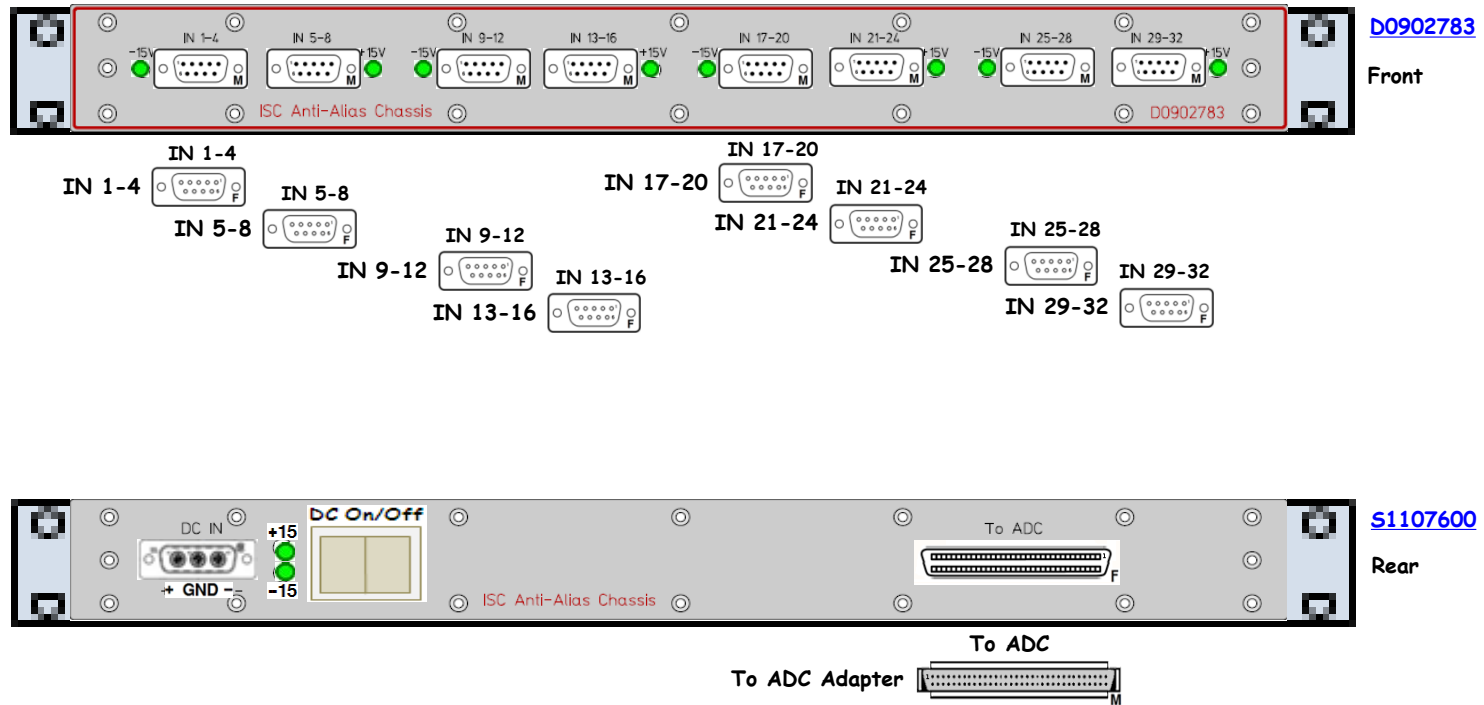 D0902783
Front
IN 1-4 IN 5-8 IN 9-12 IN 13-16 IN 17-20 IN 21-24 IN 25-28 IN 29-32
-15V +15V -15V +15V -15V +15V -15V +15V
M M M M M M M M
ISC Anti-Alias Chassis D0902783
IN 1-4
IN 1-4 F
IN 5-8
IN 5-8 F
IN 9-12
IN 9-12 F
IN 13-16
IN 13-16 F
IN 17-20
IN 17-20 F
IN 21-24
IN 21-24 F
IN 25-28
IN 25-28 F
IN 29-32
IN 29-32 F
S1107600
Rear
DC IN
+15
-15
DC On/Off
To ADC
1
F
+ GND -
ISC Anti-Alias Chassis
To ADC
To ADC Adapter
1
M